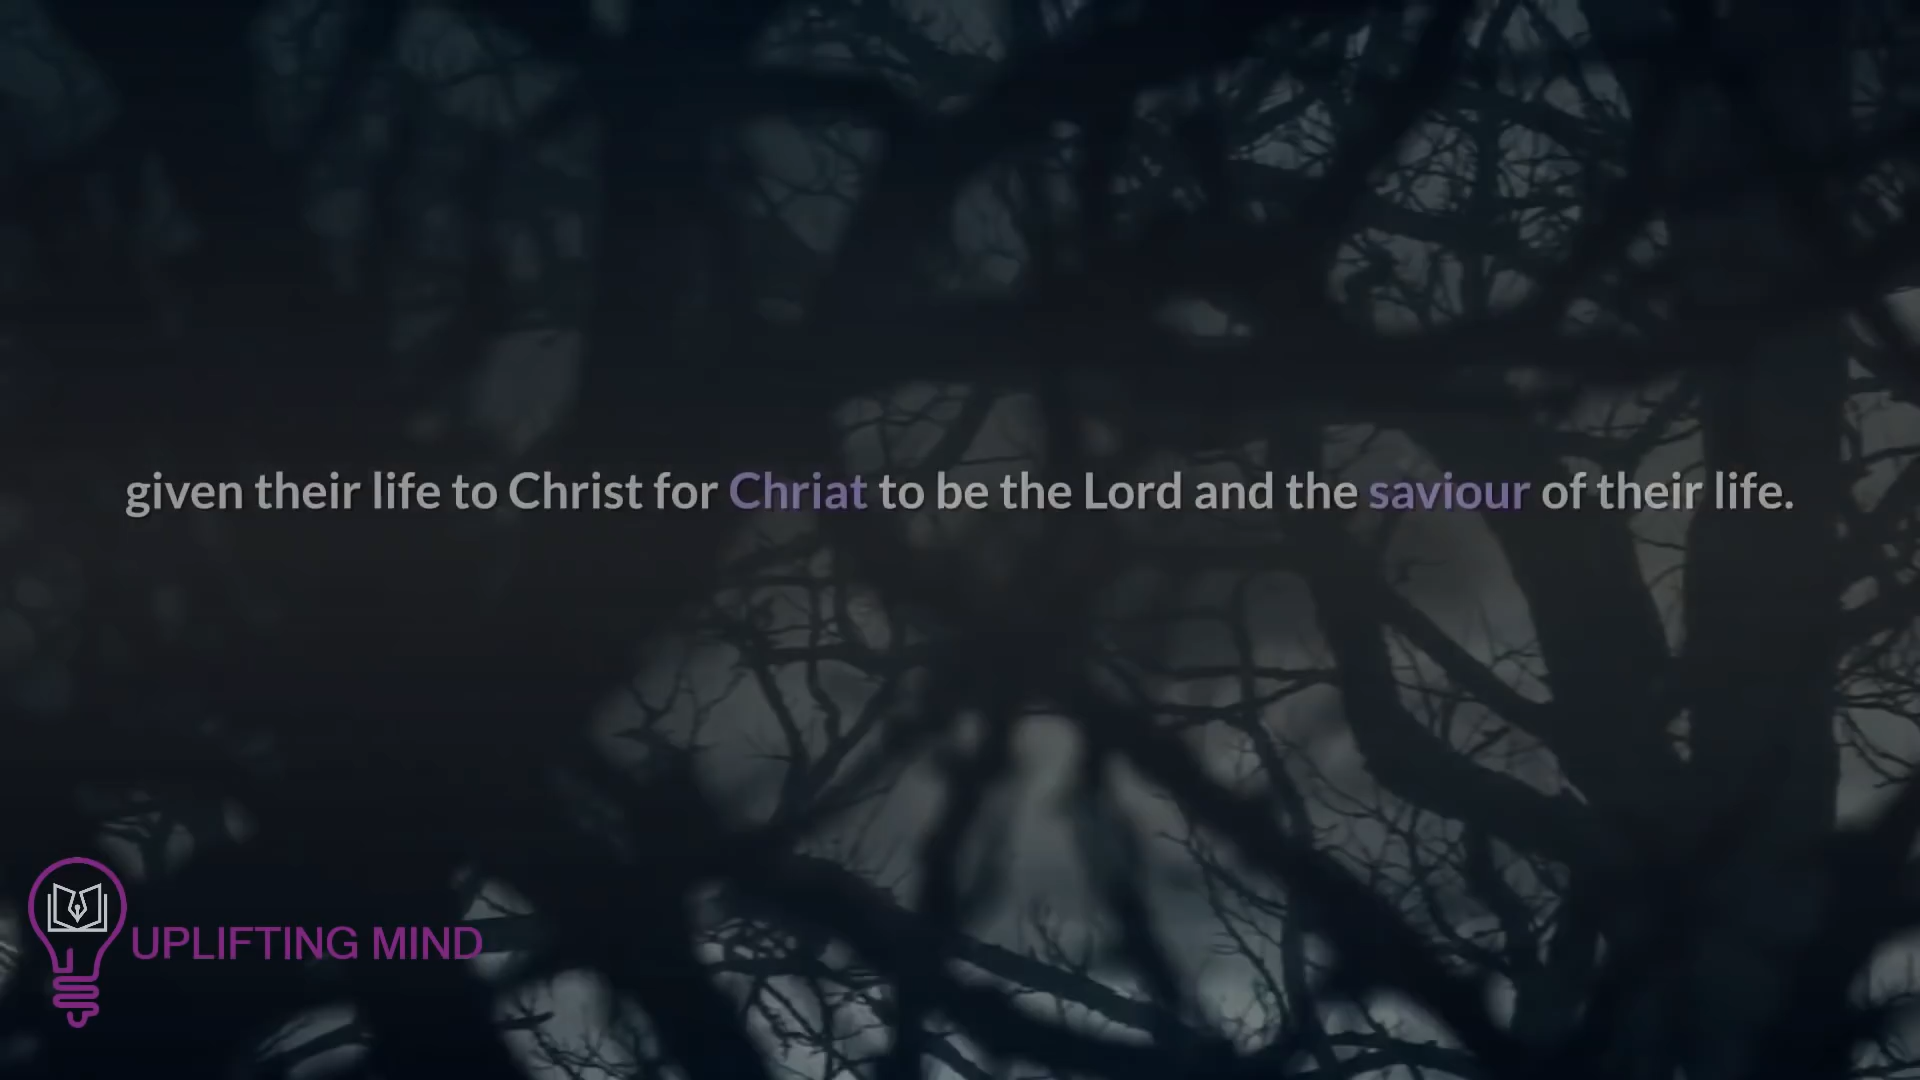 given their life to Christ for Chriat to be the Lord and the saviour of their life.
UPLIFTING MIND